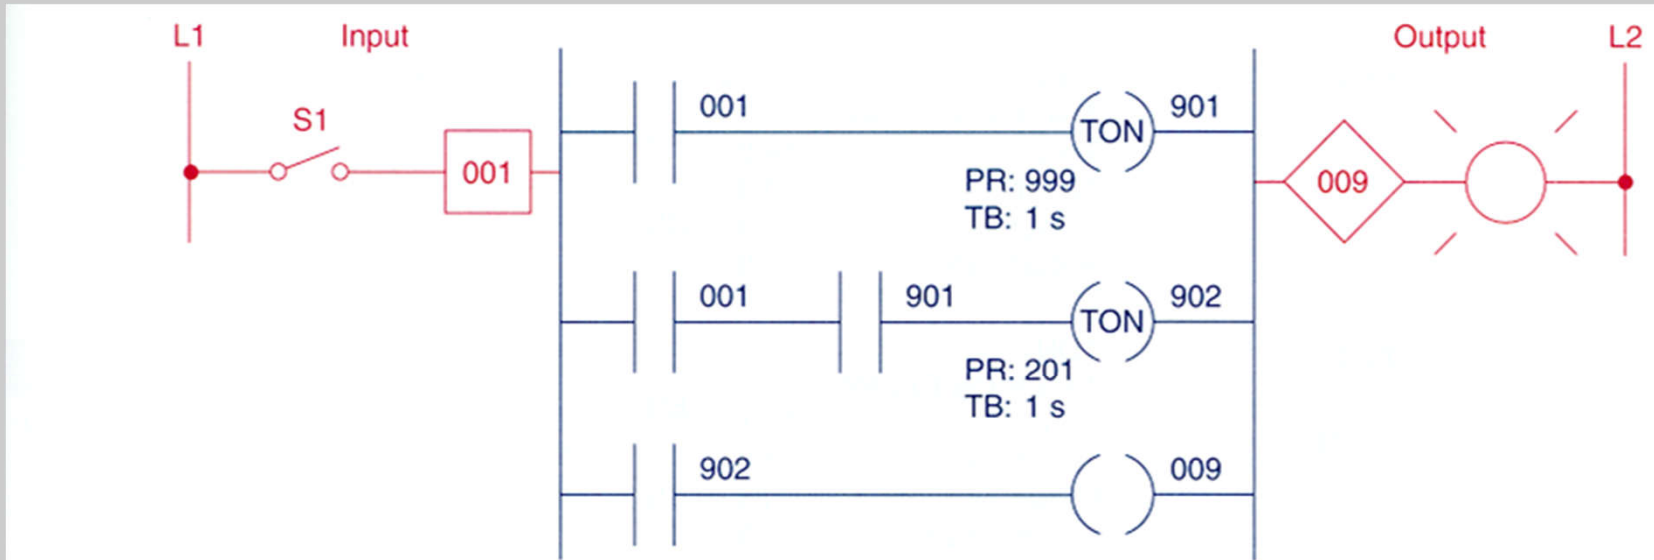 L1 Input Output L2
S1
001
001 TON 901
PR: 999
TB: 1 s
009
001 901 TON 902
PR: 201
TB: 1 s
902 009